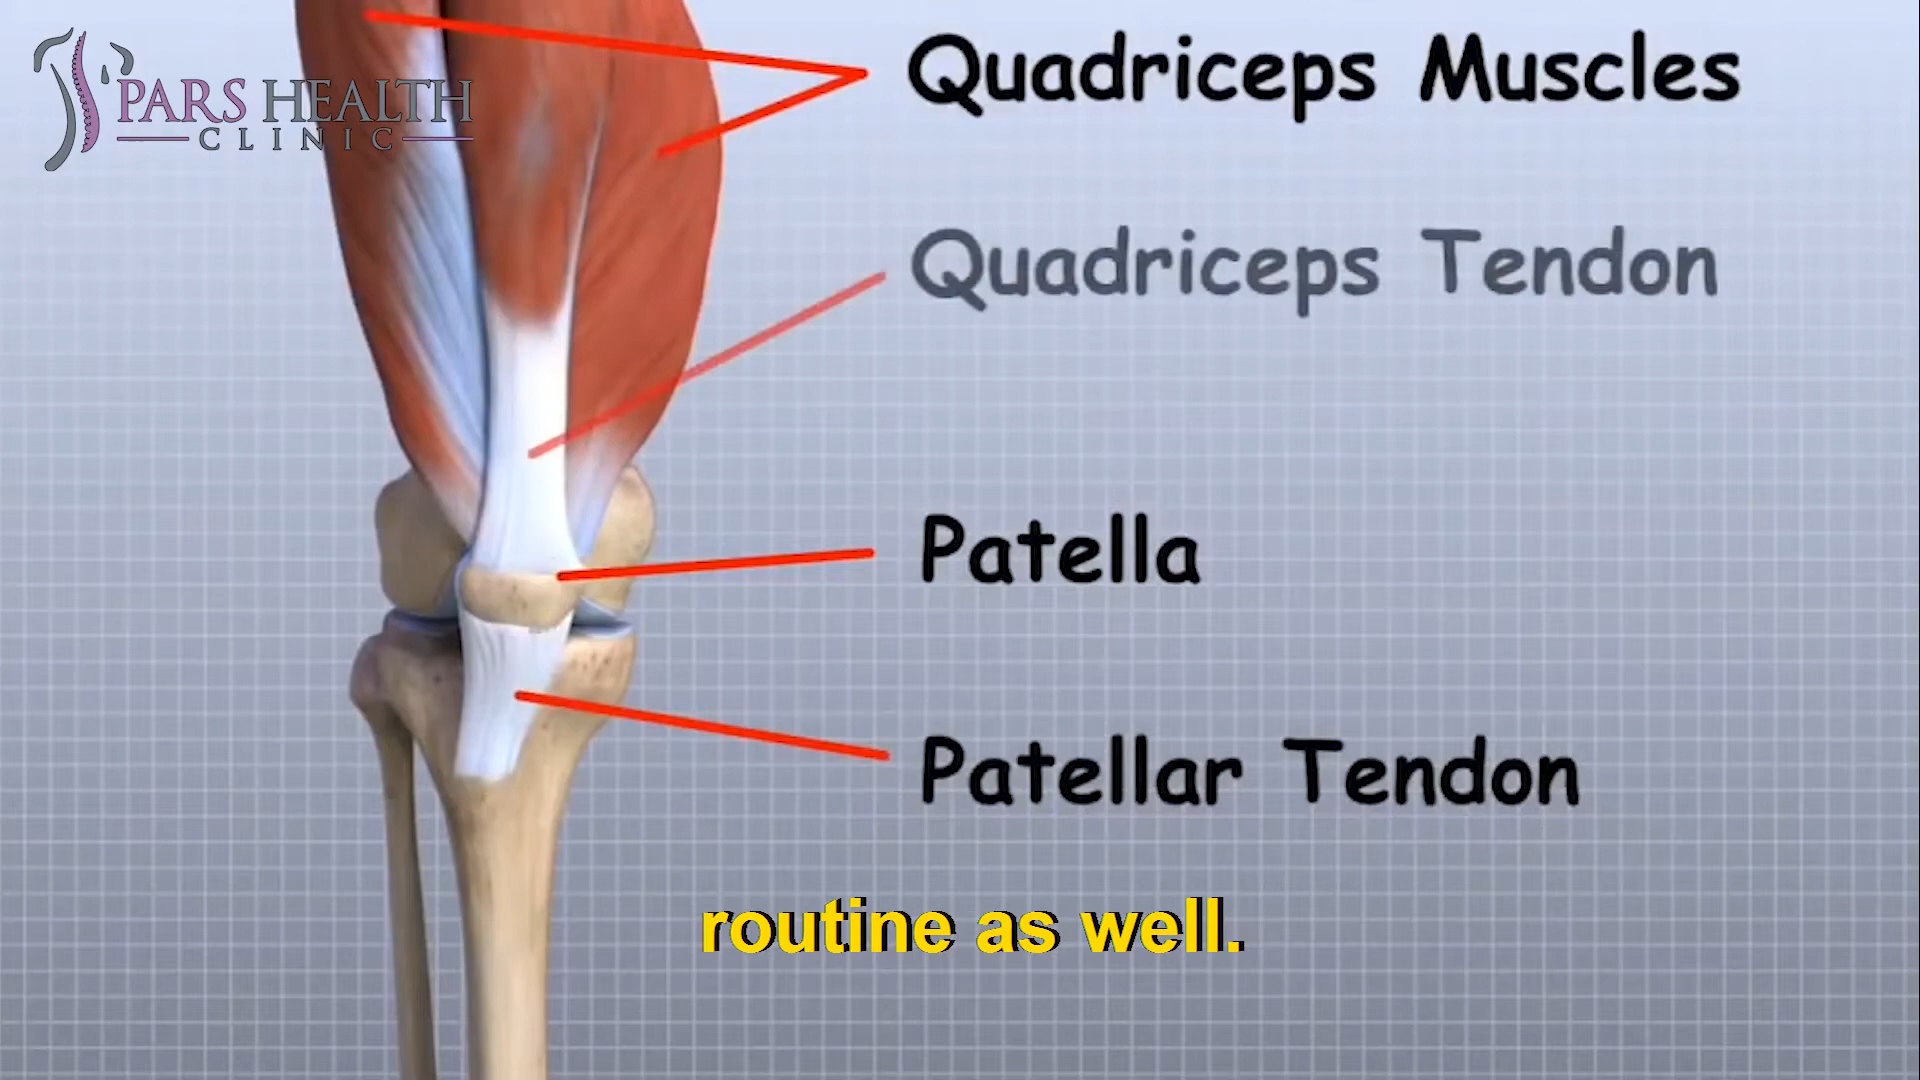 PARS HEALTH
CLINIC
Quadriceps Muscles
Quadriceps Tendon
Patella
Patellar Tendon
routine as well.